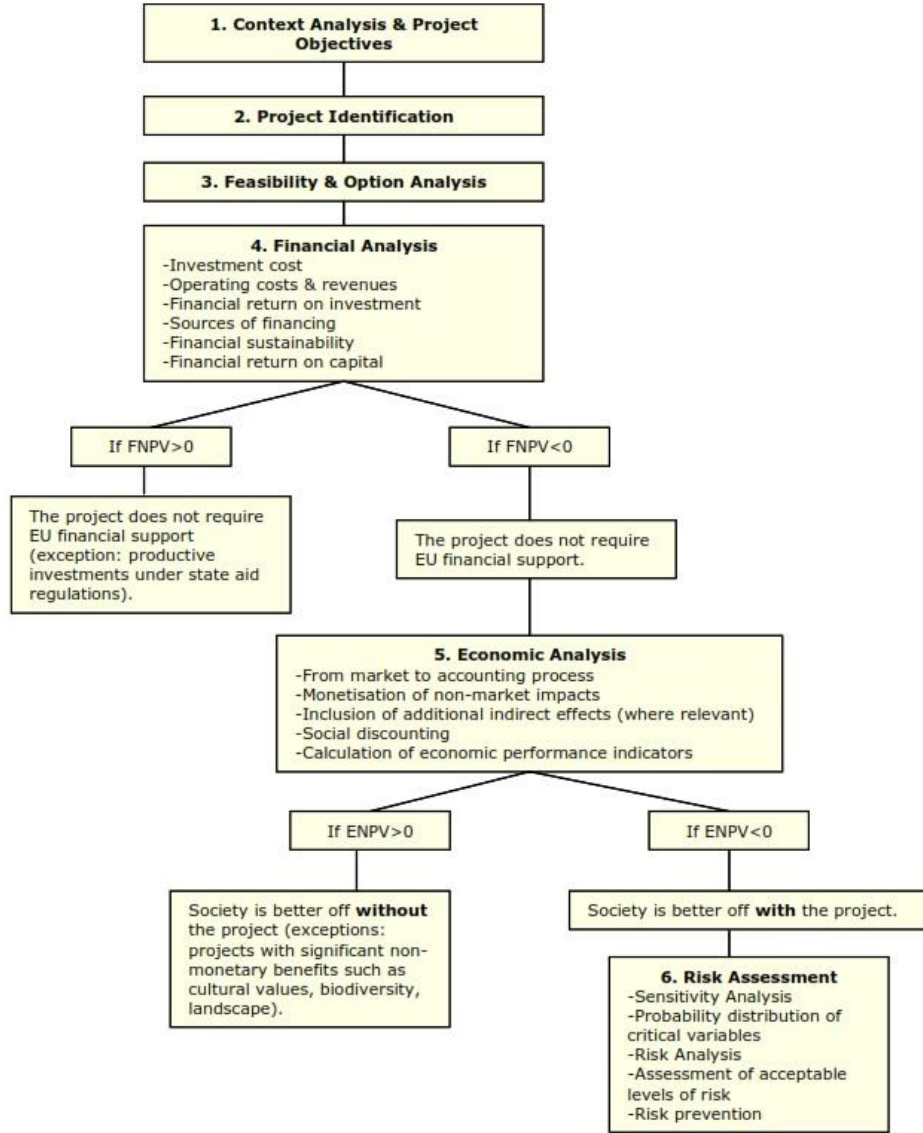 1. Context Analysis & Project
Objectives
2. Project Identification
3. Feasibility & Option Analysis
4. Financial Analysis
-Investment cost
-Operating costs & revenues
-Financial return on investment
-Sources of financing
-Financial sustainability
-Financial return on capital
If FNPV>0
If FNPV<0
The project does not require
EU financial support
(exception: productive
investments under state aid
regulations).
The project does not require
EU financial support.
5. Economic Analysis
-From market to accounting process
-Monetisation of non-market impacts
-Inclusion of additional indirect effects (where relevant)
-Social discounting
-Calculation of economic performance indicators
If ENPV>0
If ENPV<0
Society is better off without
the project (exceptions:
projects with significant non-
monetary benefits such as
cultural values, biodiversity,
landscape).
Society is better off with the project.
6. Risk Assessment
-Sensitivity Analysis
-Probability distribution of
critical variables
-Risk Analysis
-Assessment of acceptable
levels of risk
-Risk prevention